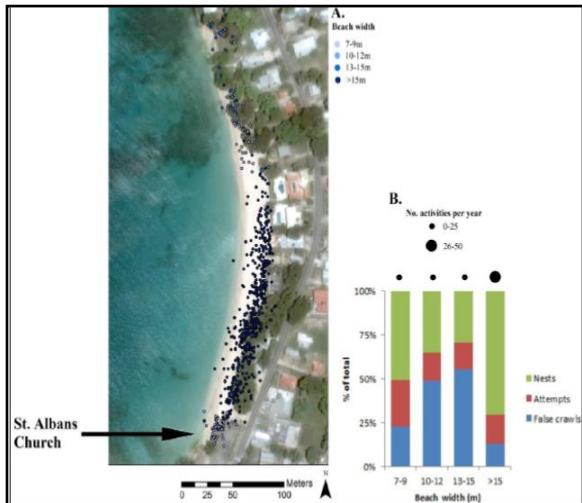 A.
Beach width
7-9m
10-12m
13-15m
>15m
B.
No. activities per year
0-25
26-50
100%
75%
50%
25%
0%
% of total
7-9
10-12
13-15
>15
Beach width (m)
Nests
Attempts
False crawls
St. Albans
Church
N
Meters
0 25 50 100